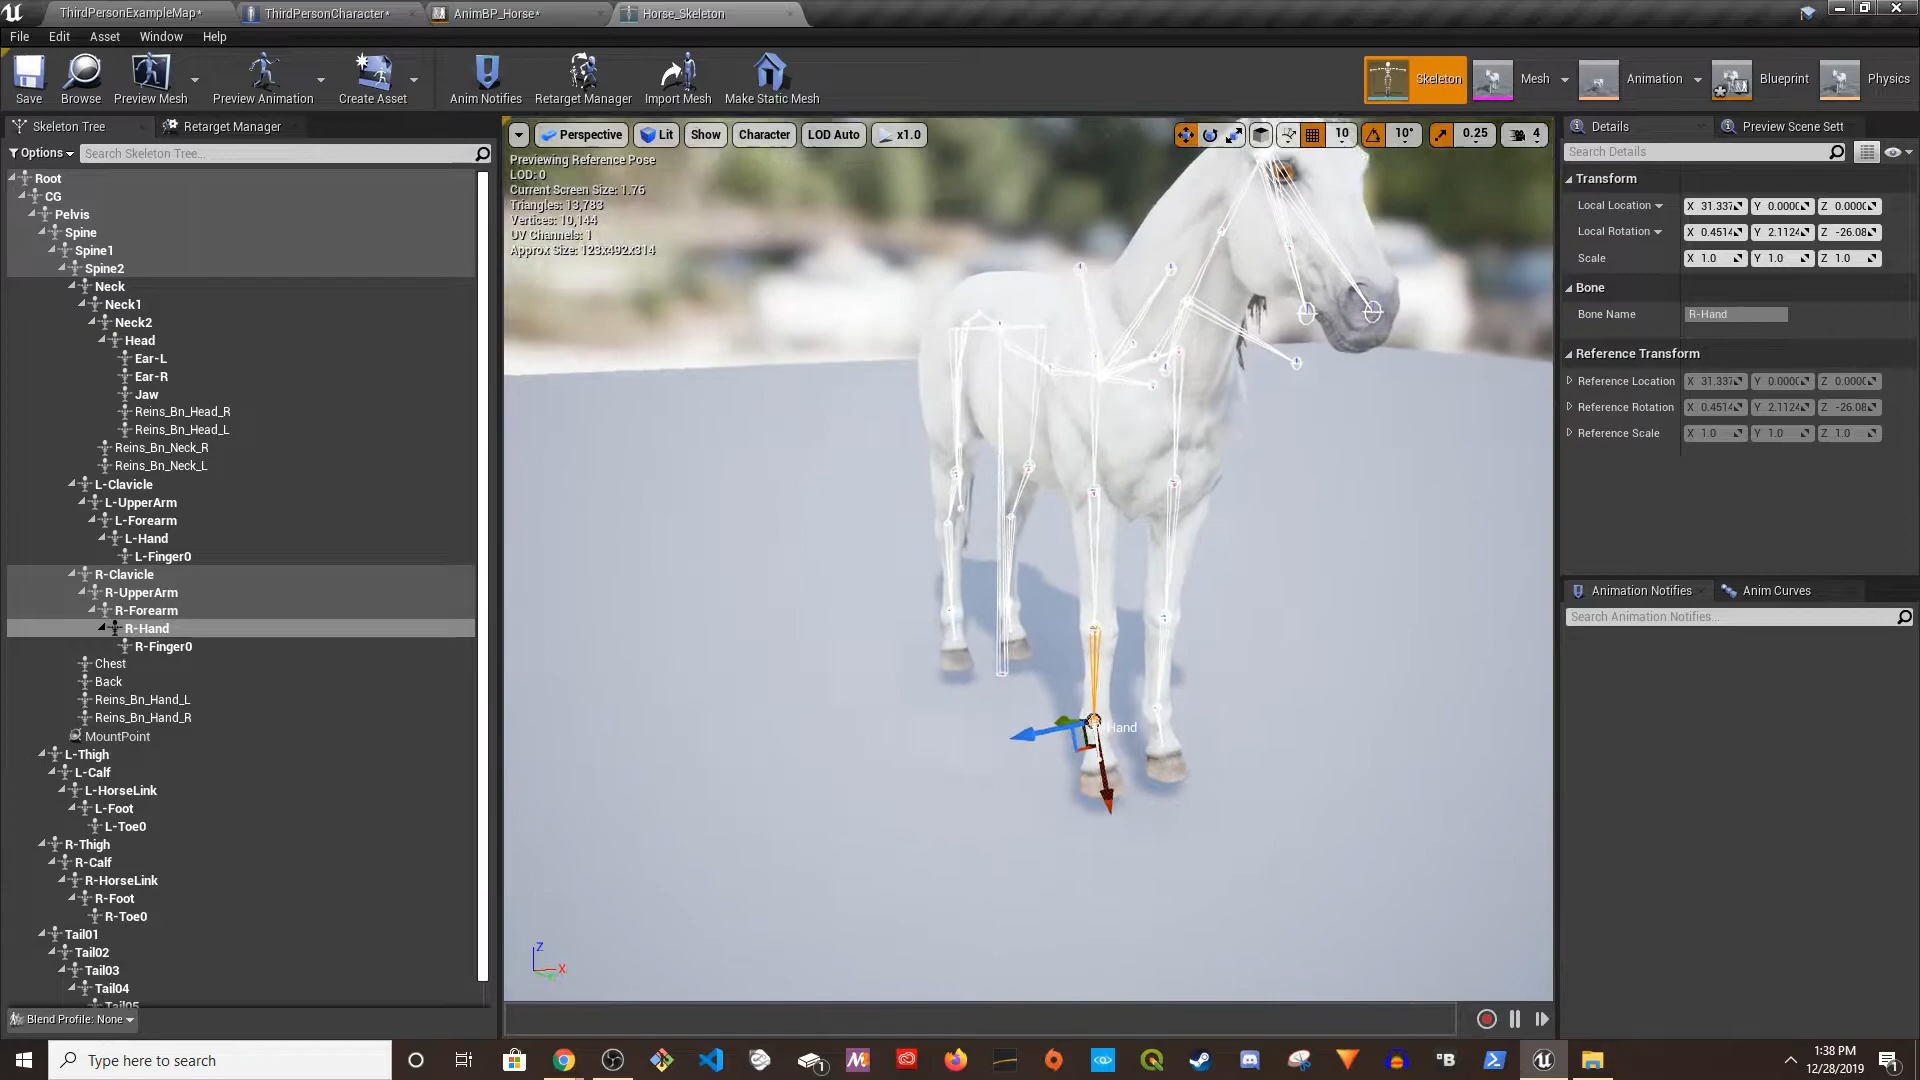 ThirdPersonExampleMap*
ThirdPersonCharacter*
AnimBP_Horse*
Horse_Skeleton
File
Edit
Asset
Window
Help
Save
Browse
Preview Mesh
Preview Animation
Create Asset
Anim Notifies
Retarget Manager
Import Mesh
Make Static Mesh
Skeleton
Mesh
Animation
Blueprint
Physics
Skeleton Tree
Retarget Manager
Options
Search Skeleton Tree...
Root
CG
Pelvis
Spine
Spine1
Spine2
Neck
Neck1
Neck2
Head
Ear-L
Ear-R
Jaw
Reins_Bn_Head_R
Reins_Bn_Head_L
Reins_Bn_Neck_R
Reins_Bn_Neck_L
L-Clavicle
L-UpperArm
L-Forearm
L-Hand
L-Finger0
R-Clavicle
R-UpperArm
R-Forearm
R-Hand
R-Finger0
Chest
Back
Reins_Bn_Hand_L
Reins_Bn_Hand_R
MountPoint
L-Thigh
L-Calf
L-HorseLink
L-Foot
L-Toe0
R-Thigh
R-Calf
R-HorseLink
R-Foot
R-Toe0
Tail01
Tail02
Tail03
Tail04
Tail05
Blend Profile: None
Perspective
Lit
Show
Character
LOD Auto
x1.0
10
10°
0.25
4
Previewing Reference Pose
LOD: 0
Current Screen Size: 1.76
Triangles: 13,783
Vertices: 10,144
UV Channels: 1
Approx Size: 123x492x314
Hand
Z
X
Details
Preview Scene Sett
Search Details
Transform
Local Location X 31.337 Y 0.000 Z 0.000
Local Rotation X 0.4514 Y 2.1124 Z -26.08
Scale X 1.0 Y 1.0 Z 1.0
Bone
Bone Name R-Hand
Reference Transform
Reference Location X 31.337 Y 0.000 Z 0.000
Reference Rotation X 0.4514 Y 2.1124 Z -26.08
Reference Scale X 1.0 Y 1.0 Z 1.0
Animation Notifies
Anim Curves
Search Animation Notifies...
Type here to search
1:38 PM
12/28/2019